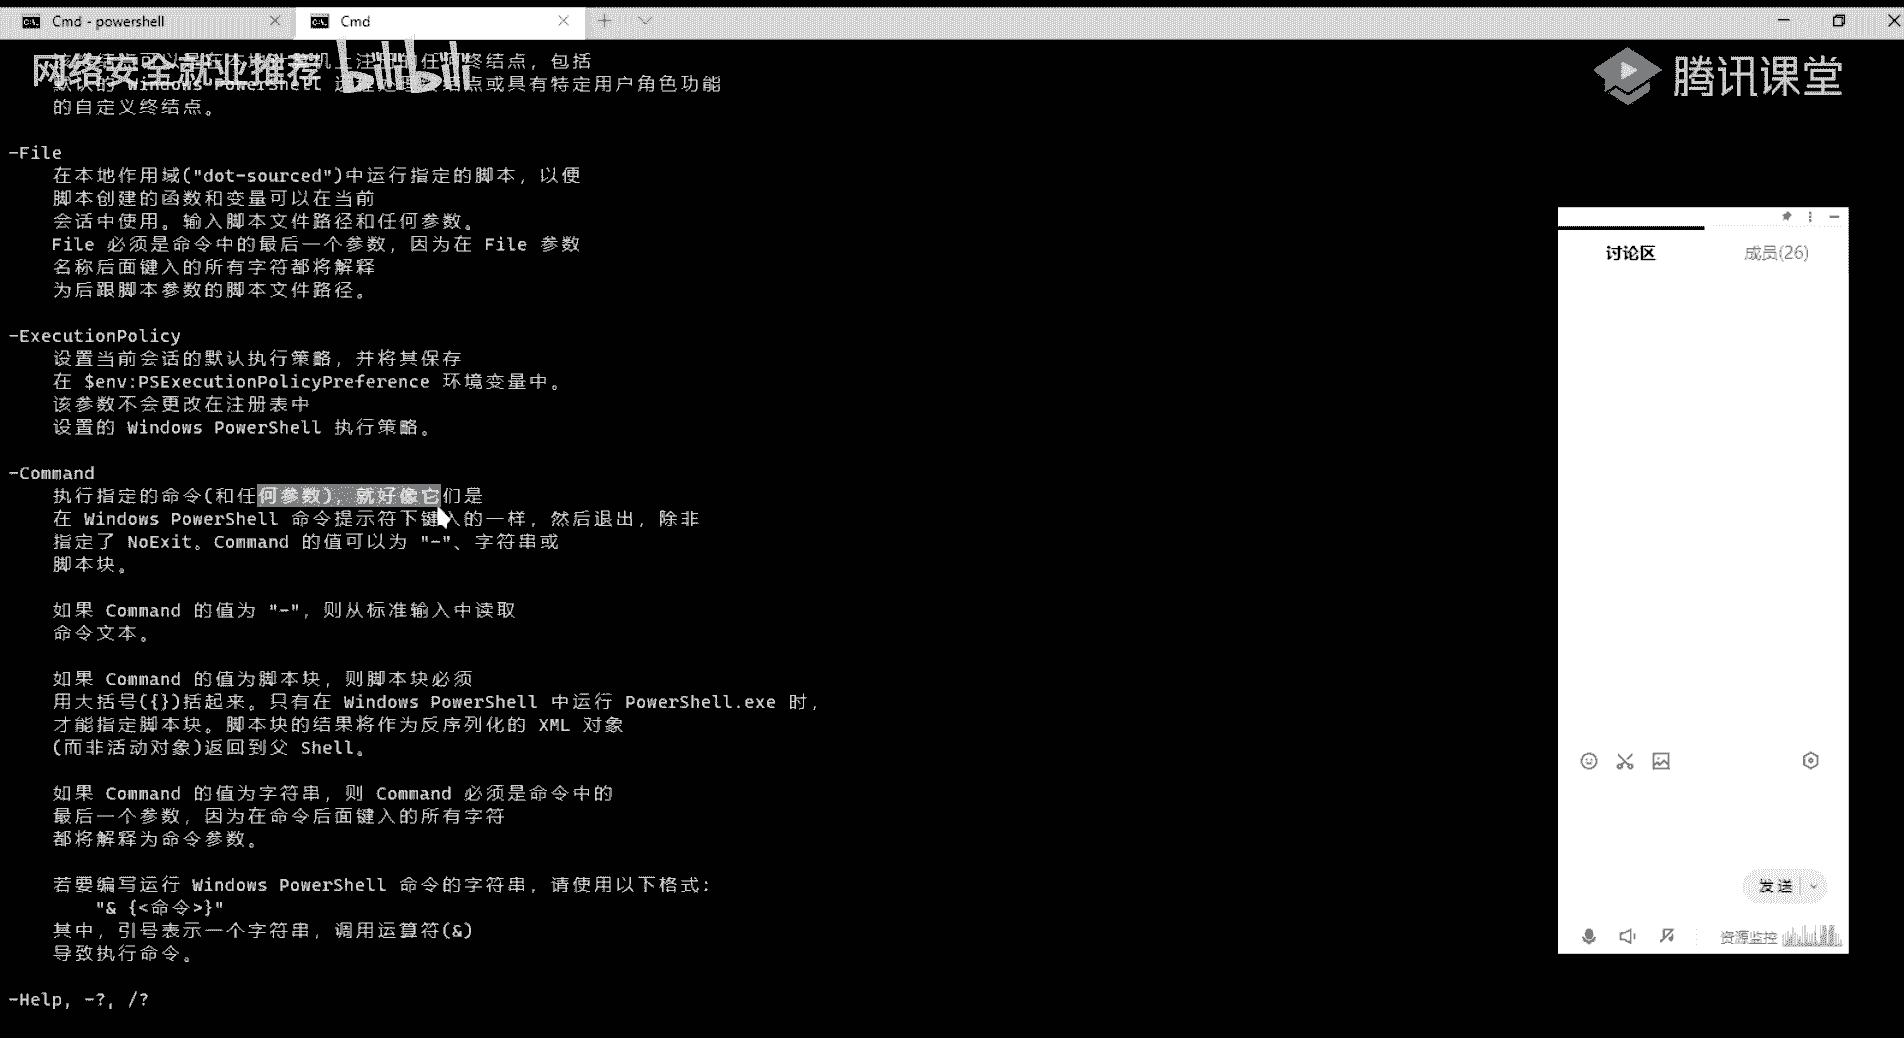 Cmd - powershell
Cmd
网络安全就业推荐 bilibili
腾讯课堂
终结点，包括
默认的 Windows PowerShell 结点或具有特定用户角色功能
的自定义终结点。
-File
在本地作用域("dot-sourced")中运行指定的脚本，以便
脚本创建的函数和变量可以在当前
会话中使用。输入脚本文件路径和任何参数。
File 必须是命令中的最后一个参数，因为在 File 参数
名称后面键入的所有字符都将解释
为后跟脚本参数的脚本文件路径。
-ExecutionPolicy
设置当前会话的默认执行策略，并将其保存
在 $env:PSExecutionPolicyPreference 环境变量中。
该参数不会更改在注册表中
设置的 Windows PowerShell 执行策略。
-Command
执行指定的命令(和任何参数)，就好像它们是
在 Windows PowerShell 命令提示符下键入的一样，然后退出，除非
指定了 NoExit。Command 的值可以为 "-"、字符串或
脚本块。
如果 Command 的值为 "-"，则从标准输入中读取
命令文本。
如果 Command 的值为脚本块，则脚本块必须
用大括号({})括起来。只有在 Windows PowerShell 中运行 PowerShell.exe 时，
才能指定脚本块。脚本块的结果将作为反序列化的 XML 对象
(而非活动对象)返回到父 Shell。
如果 Command 的值为字符串，则 Command 必须是命令中的
最后一个参数，因为在命令后面键入的所有字符
都将解释为命令参数。
若要编写运行 Windows PowerShell 命令的字符串，请使用以下格式：
"& {<命令>}"
其中，引号表示一个字符串，调用运算符(&)
导致执行命令。
-Help, -?, /?
讨论区
成员(26)
发送
资源监控